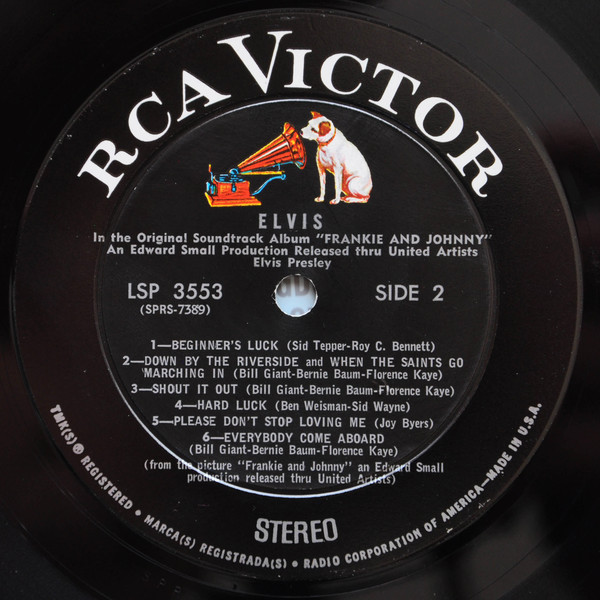 RCA VICTOR
ELVIS
In the Original Soundtrack Album "FRANKIE AND JOHNNY"
An Edward Small Production Released thru United Artists
Elvis Presley
LSP 3553
(SPRS-7389)
SIDE 2
1—BEGINNER'S LUCK (Sid Tepper-Roy C. Bennett)
2—DOWN BY THE RIVERSIDE and WHEN THE SAINTS GO
MARCHING IN (Bill Giant-Bernie Baum-Florence Kaye)
3—SHOUT IT OUT (Bill Giant-Bernie Baum-Florence Kaye)
4—HARD LUCK (Ben Weisman-Sid Wayne)
5—PLEASE DON'T STOP LOVING ME (Joy Byers)
6—EVERYBODY COME ABOARD
(Bill Giant-Bernie Baum-Florence Kaye)
(from the picture "Frankie and Johnny" an Edward Small
production released thru United Artists)
STEREO
TMK(S) ® REGISTERED • MARCA(S) REGISTRADA(S) • RADIO CORPORATION OF AMERICA—MADE IN U.S.A.